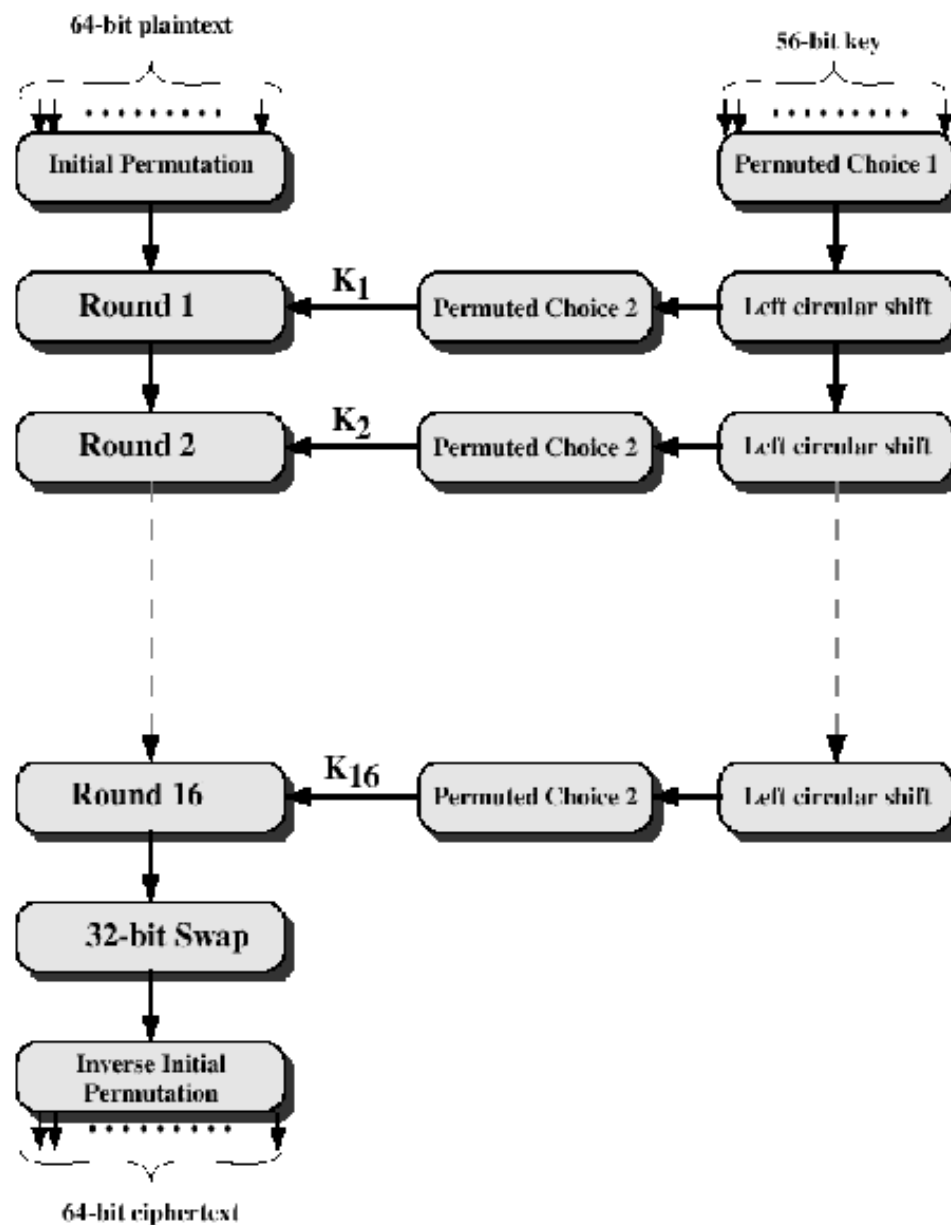 64-bit plaintext
56-bit key
Initial Permutation
Permuted Choice 1
Round 1
K1
Permuted Choice 2
Left circular shift
Round 2
K2
Permuted Choice 2
Left circular shift
Round 16
K16
Permuted Choice 2
Left circular shift
32-bit Swap
Inverse Initial
Permutation
64-bit ciphertext